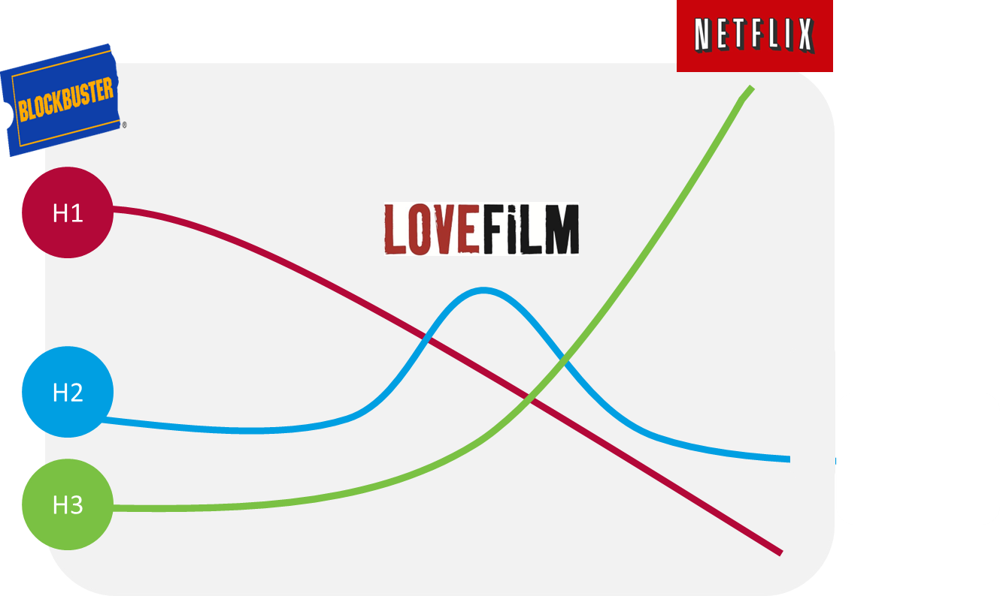 NETFLIX
BLOCKBUSTER®
H1
LOVEFiLM
H2
H3